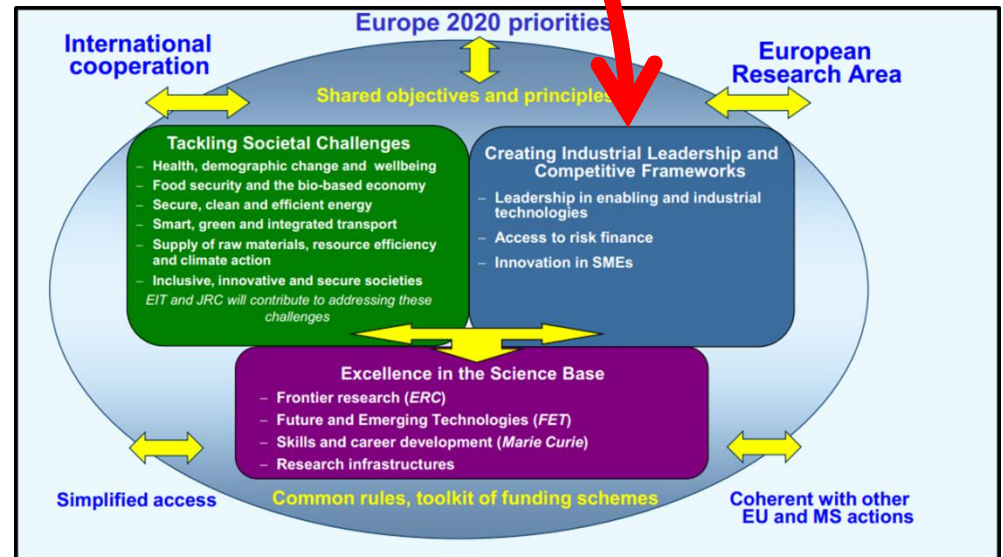 Europe 2020 priorities
International
cooperation
European
Research Area
Shared objectives and principles
Tackling Societal Challenges
– Health, demographic change and wellbeing
– Food security and the bio-based economy
– Secure, clean and efficient energy
– Smart, green and integrated transport
– Supply of raw materials, resource efficiency
and climate action
– Inclusive, innovative and secure societies
EIT and JRC will contribute to addressing these
challenges
Creating Industrial Leadership and
Competitive Frameworks
– Leadership in enabling and industrial
technologies
– Access to risk finance
– Innovation in SMEs
Excellence in the Science Base
– Frontier research (ERC)
– Future and Emerging Technologies (FET)
– Skills and career development (Marie Curie)
– Research infrastructures
Simplified access
Common rules, toolkit of funding schemes
Coherent with other
EU and MS actions